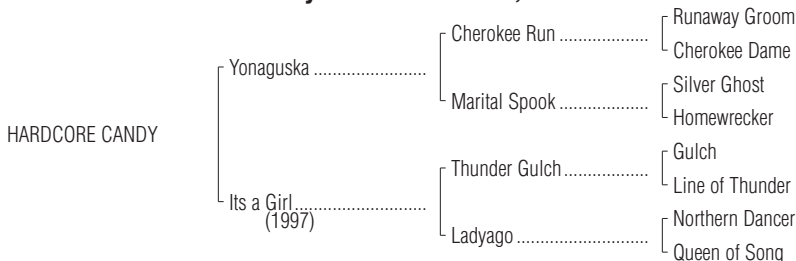 Runaway Groom
Cherokee Run ...................
Cherokee Dame
Yonaguska ........................
Silver Ghost
Marital Spook ...................
Homewrecker
HARDCORE CANDY
Gulch
Thunder Gulch..................
Line of Thunder
Its a Girl............................
(1997)
Northern Dancer
Ladyago ............................
Queen of Song